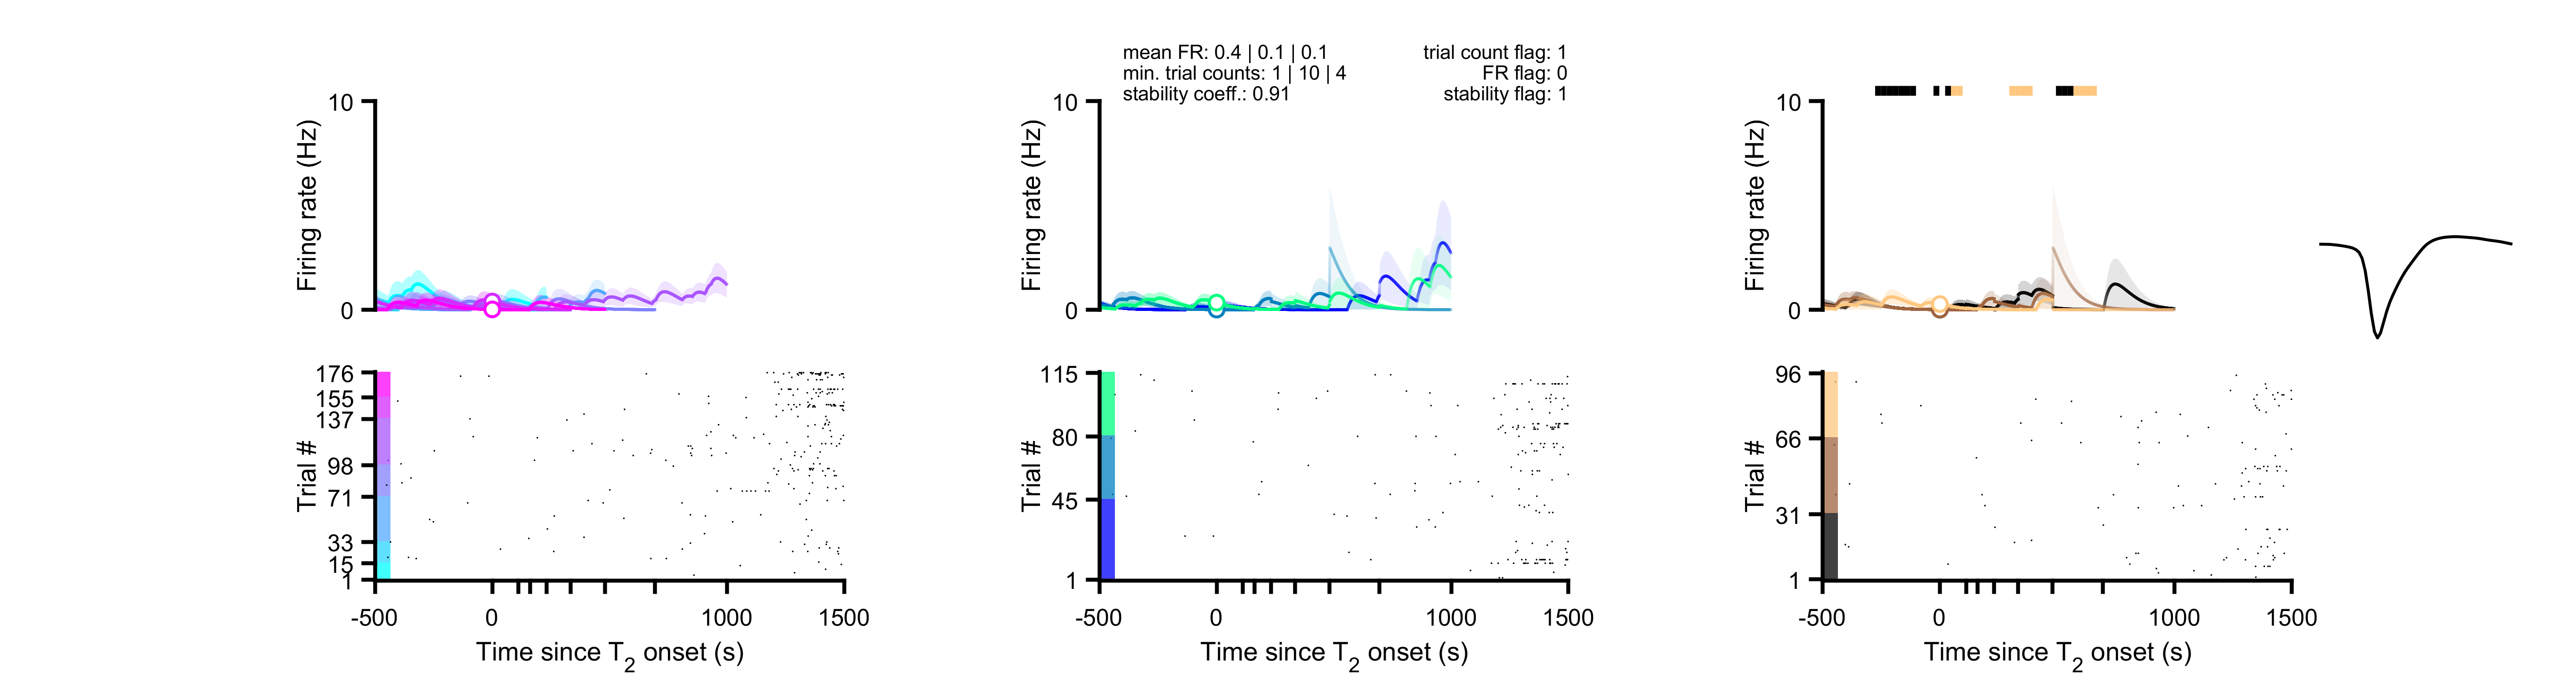 mean FR: 0.4 | 0.1 | 0.1
min. trial counts: 1 | 10 | 4
stability coeff.: 0.91
trial count flag: 1
FR flag: 0
stability flag: 1
10
0
Firing rate (Hz)
176
155
137
98
71
33
15
1
Trial #
-500
0
1000
1500
Time since T2 onset (s)
10
0
Firing rate (Hz)
115
80
45
1
Trial #
-500
0
1000
1500
Time since T2 onset (s)
10
0
Firing rate (Hz)
96
66
31
1
Trial #
-500
0
1000
1500
Time since T2 onset (s)